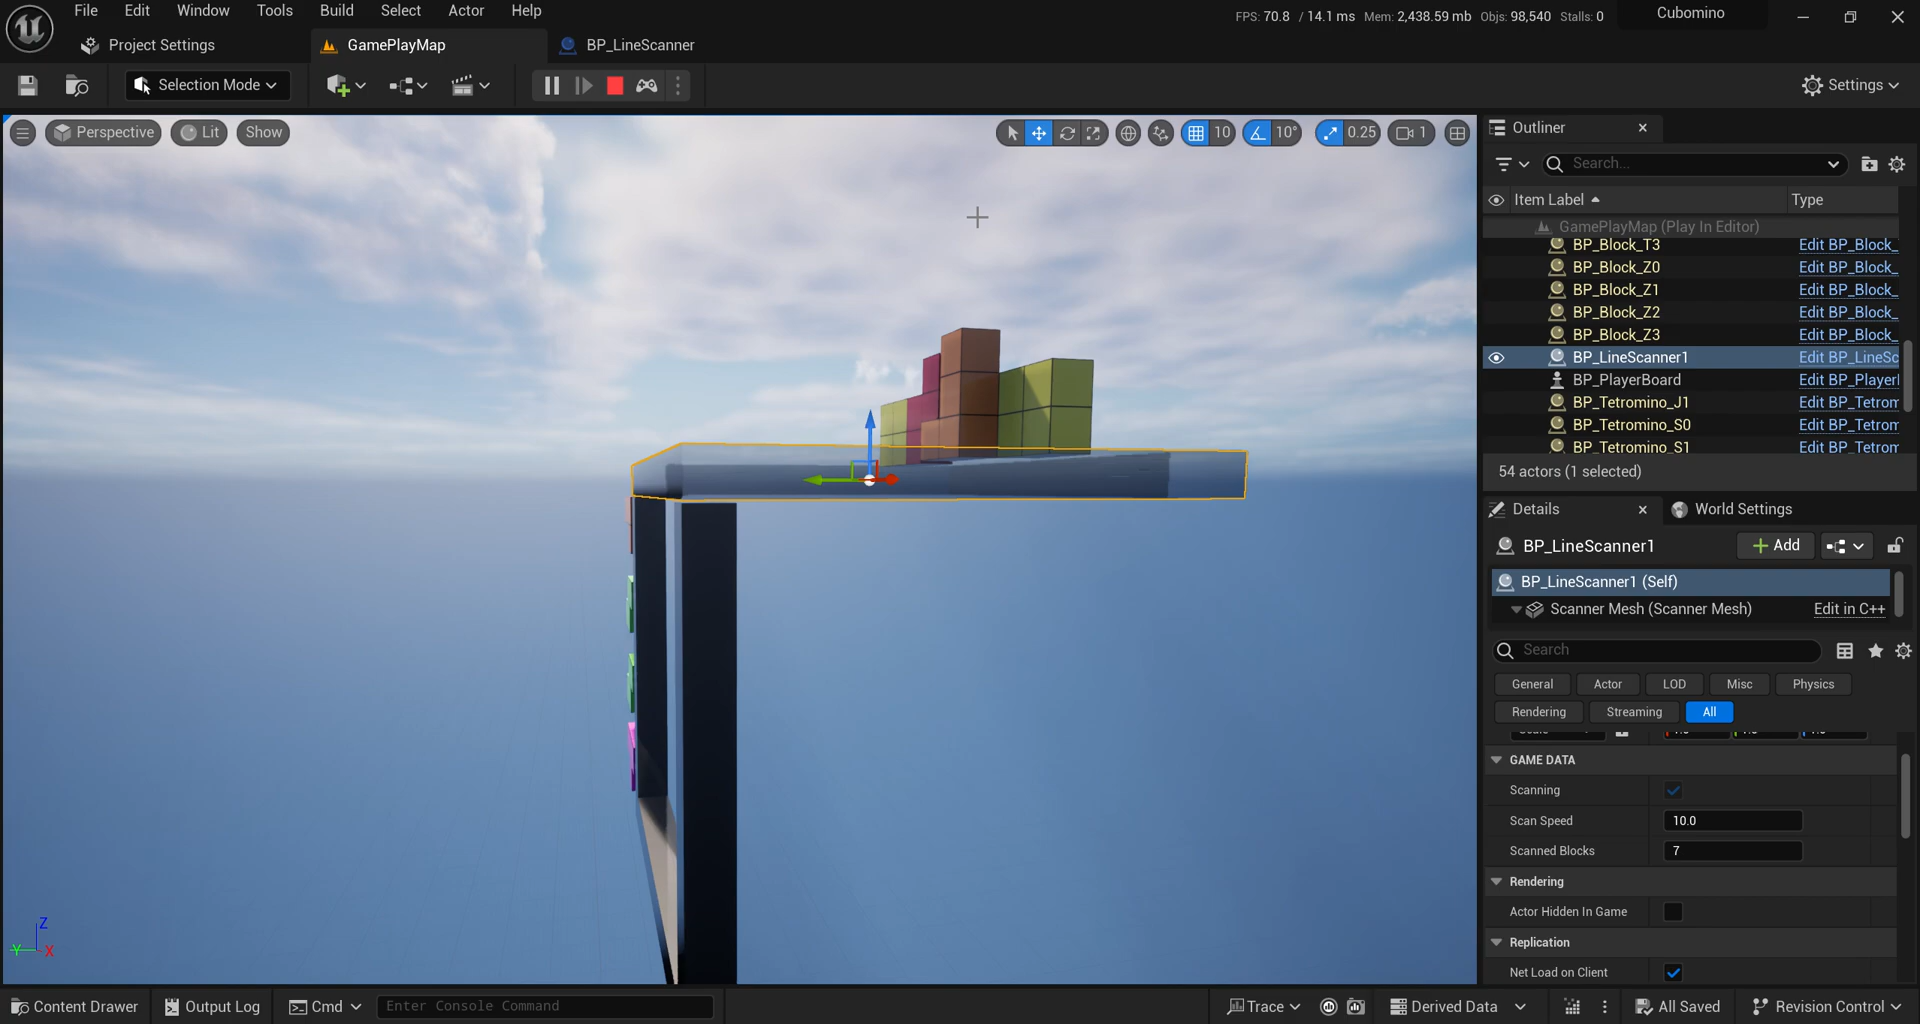 File Edit Window Tools Build Select Actor Help
FPS: 70.8 / 14.1 ms Mem: 2,438.59 mb Objs: 98,540 Stalls: 0
Cubomino
Project Settings
GamePlayMap
BP_LineScanner
Selection Mode
Settings
Perspective Lit Show
10 10° 0.25 1
Outliner
Search...
Item Label Type
GamePlayMap (Play In Editor)
BP_Block_T3 Edit BP_Block_
BP_Block_Z0 Edit BP_Block_
BP_Block_Z1 Edit BP_Block_
BP_Block_Z2 Edit BP_Block_
BP_Block_Z3 Edit BP_Block_
BP_LineScanner1 Edit BP_LineSc
BP_PlayerBoard Edit BP_Player
BP_Tetromino_J1 Edit BP_Tetrom
BP_Tetromino_S0 Edit BP_Tetrom
BP_Tetromino_S1 Edit BP_Tetrom
54 actors (1 selected)
Details World Settings
BP_LineScanner1 Add
BP_LineScanner1 (Self)
Scanner Mesh (Scanner Mesh) Edit in C++
Search
General Actor LOD Misc Physics
Rendering Streaming All
GAME DATA
Scanning
Scan Speed 10.0
Scanned Blocks 7
Rendering
Actor Hidden In Game
Replication
Net Load on Client
Z
Y X
Content Drawer Output Log Cmd Enter Console Command
Trace Derived Data All Saved Revision Control